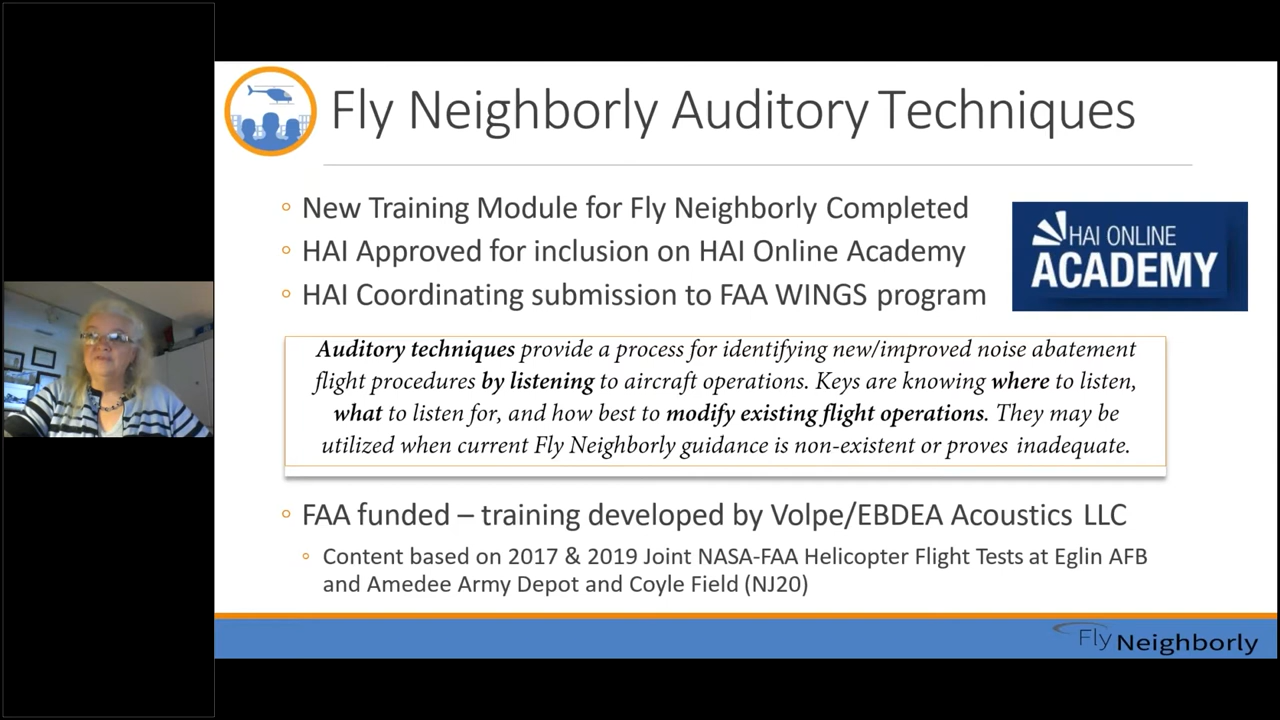 Fly Neighborly Auditory Techniques
◦ New Training Module for Fly Neighborly Completed
◦ HAI Approved for inclusion on HAI Online Academy
◦ HAI Coordinating submission to FAA WINGS program
HAI ONLINE
ACADEMY
Auditory techniques provide a process for identifying new/improved noise abatement
flight procedures by listening to aircraft operations. Keys are knowing where to listen,
what to listen for, and how best to modify existing flight operations. They may be
utilized when current Fly Neighborly guidance is non-existent or proves inadequate.
◦ FAA funded – training developed by Volpe/EBDEA Acoustics LLC
◦ Content based on 2017 & 2019 Joint NASA-FAA Helicopter Flight Tests at Eglin AFB
and Amedee Army Depot and Coyle Field (NJ20)
Fly Neighborly